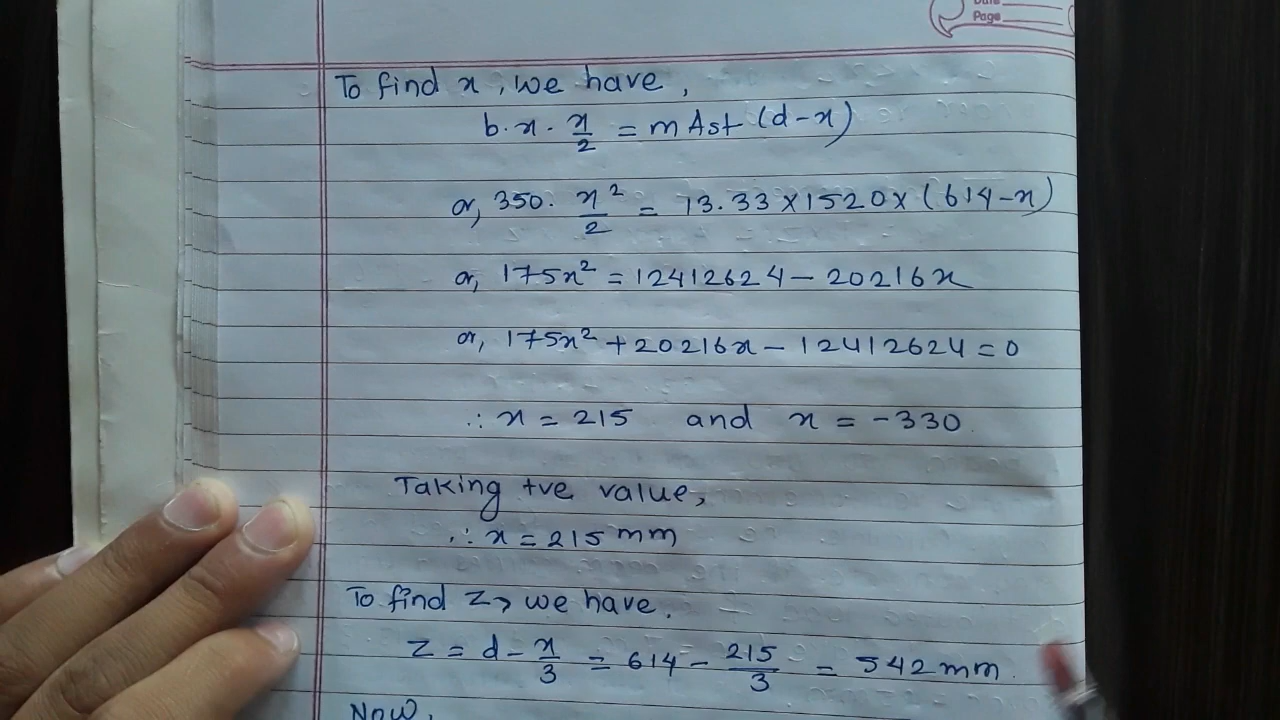 Date
Page
To find x, we have,
b.x. x/2 = m Ast (d-x)
or, 350. x²/2 = 13.33 × 1520 × (614-x)
or, 175x² = 12412624 - 20216x
or, 175x² + 20216x - 12412624 = 0
∴ x = 215 and x = -330
Taking +ve value,
∴ x = 215 mm
To find z, we have.
z = d - x/3 = 614 - 215/3 = 542 mm.
Now,